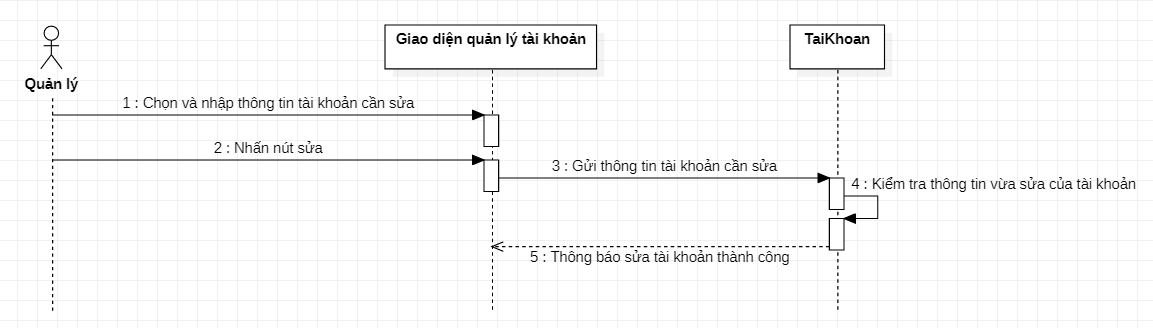 Quản lý
Giao diện quản lý tài khoản
TaiKhoan
1 : Chọn và nhập thông tin tài khoản cần sửa
2 : Nhấn nút sửa
3 : Gửi thông tin tài khoản cần sửa
4 : Kiểm tra thông tin vừa sửa của tài khoản
5 : Thông báo sửa tài khoản thành công